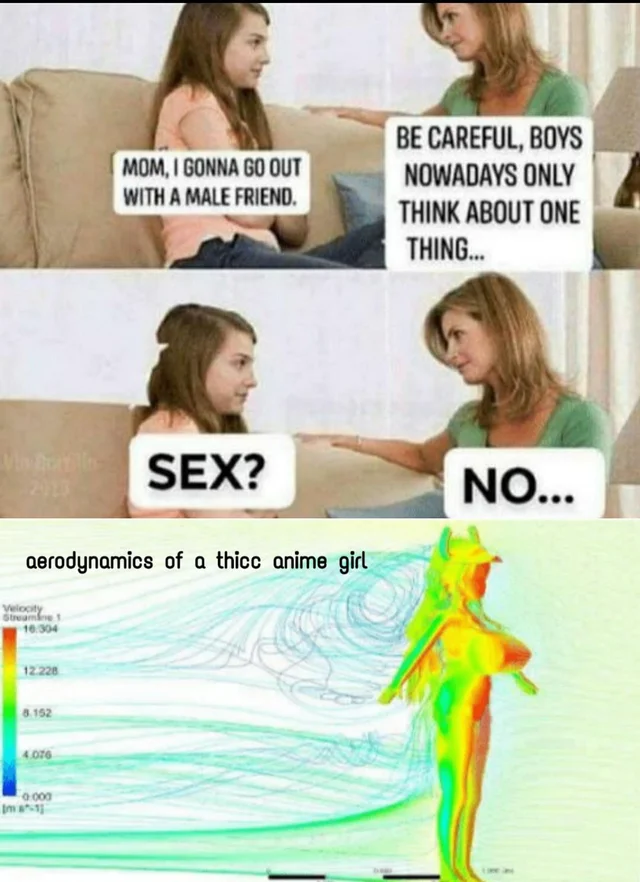 MOM, I GONNA GO OUT
WITH A MALE FRIEND.
BE CAREFUL, BOYS
NOWADAYS ONLY
THINK ABOUT ONE
THING...
SEX?
NO...
aerodynamics of a thicc anime girl
Velocity
Streamline 1
16.304
12.228
8.152
4.076
0.000
[m s^-1]